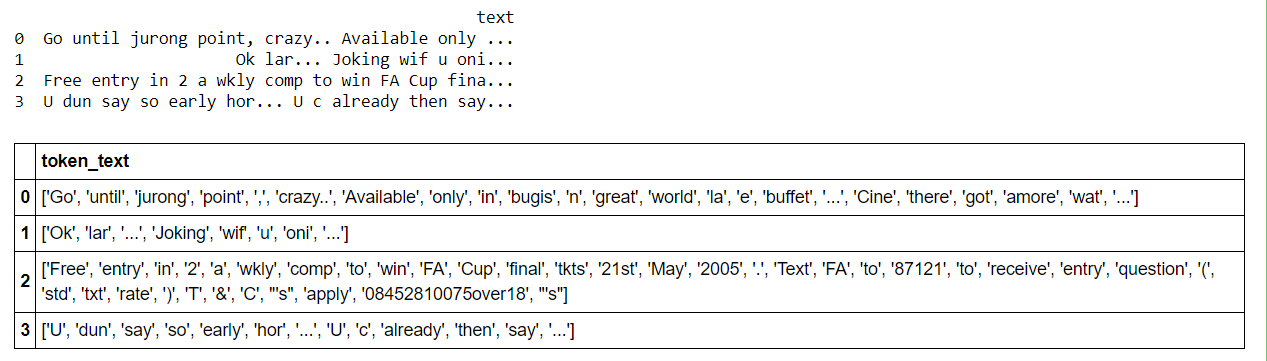 text
0 Go until jurong point, crazy.. Available only ...
1 Ok lar... Joking wif u oni...
2 Free entry in 2 a wkly comp to win FA Cup fina...
3 U dun say so early hor... U c already then say...
token_text
0 ['Go', 'until', 'jurong', 'point', ',', 'crazy..', 'Available', 'only', 'in', 'bugis', 'n', 'great', 'world', 'la', 'e', 'buffet', '...', 'Cine', 'there', 'got', 'amore', 'wat', '...']
1 ['Ok', 'lar', '...', 'Joking', 'wif', 'u', 'oni', '...']
2 ['Free', 'entry', 'in', '2', 'a', 'wkly', 'comp', 'to', 'win', 'FA', 'Cup', 'final', 'tkts', '21st', 'May', '2005', '.', 'Text', 'FA', 'to', '87121', 'to', 'receive', 'entry', 'question', '(',
'std', 'txt', 'rate', ')', 'T', '&', 'C', "'s", 'apply', '08452810075over18', "'s"]
3 ['U', 'dun', 'say', 'so', 'early', 'hor', '...', 'U', 'c', 'already', 'then', 'say', '...']